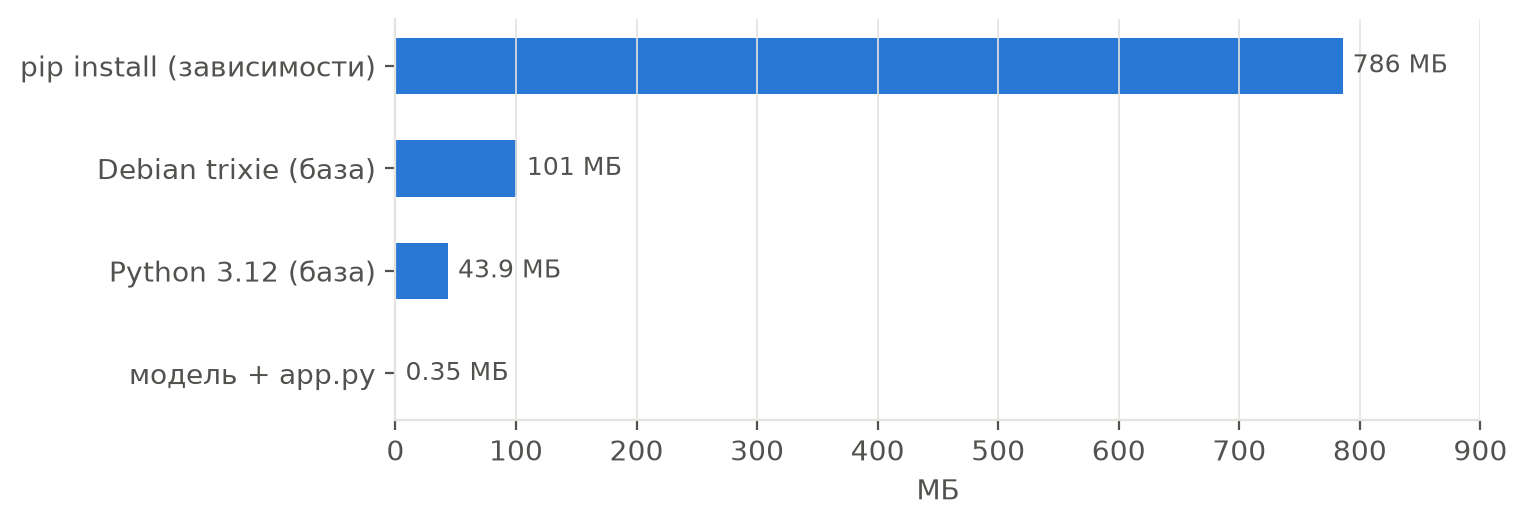 pip install (зависимости)
786 МБ
Debian trixie (база)
101 МБ
Python 3.12 (база)
43.9 МБ
модель + app.py
0.35 МБ
0 100 200 300 400 500 600 700 800 900
МБ